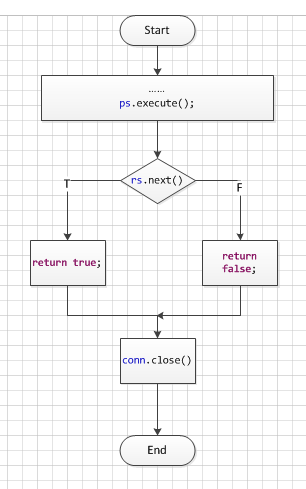 Start
......
ps.execute();
rs.next()
T
F
return true;
return
false;
conn.close()
End